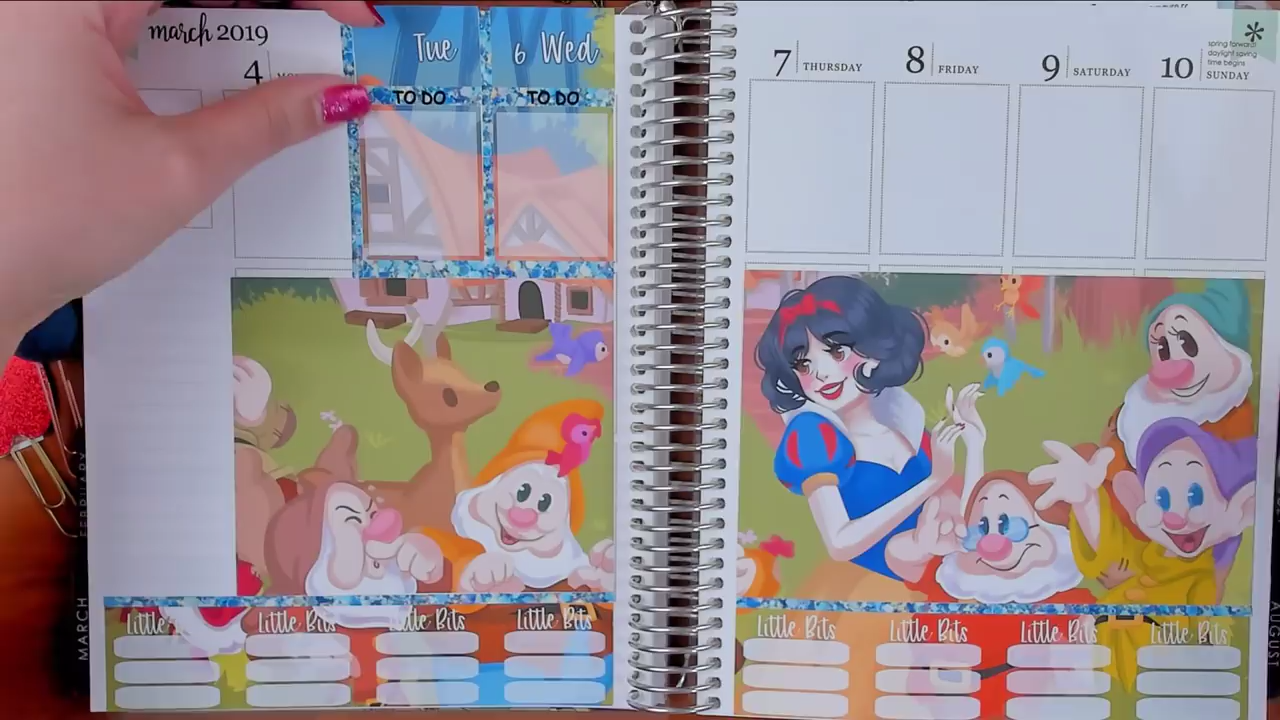 march 2019
4
Tue
6 Wed
TO DO
TO DO
7 THURSDAY
8 FRIDAY
9 SATURDAY
10 SUNDAY
spring forward
daylight saving
time begins
*
FEBRUARY
MARCH
AUGUST
Little
Little Bits
Little Bits
Little Bits
Little Bits
Little Bits
Little Bits
Little Bits